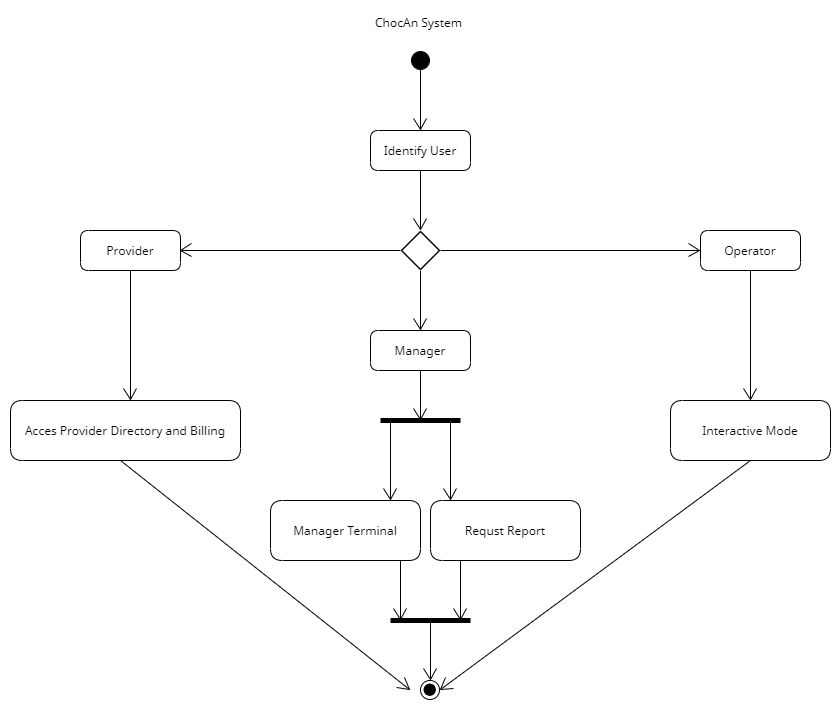 ChocAn System
Identify User
Provider
Operator
Manager
Acces Provider Directory and Billing
Interactive Mode
Manager Terminal
Requst Report